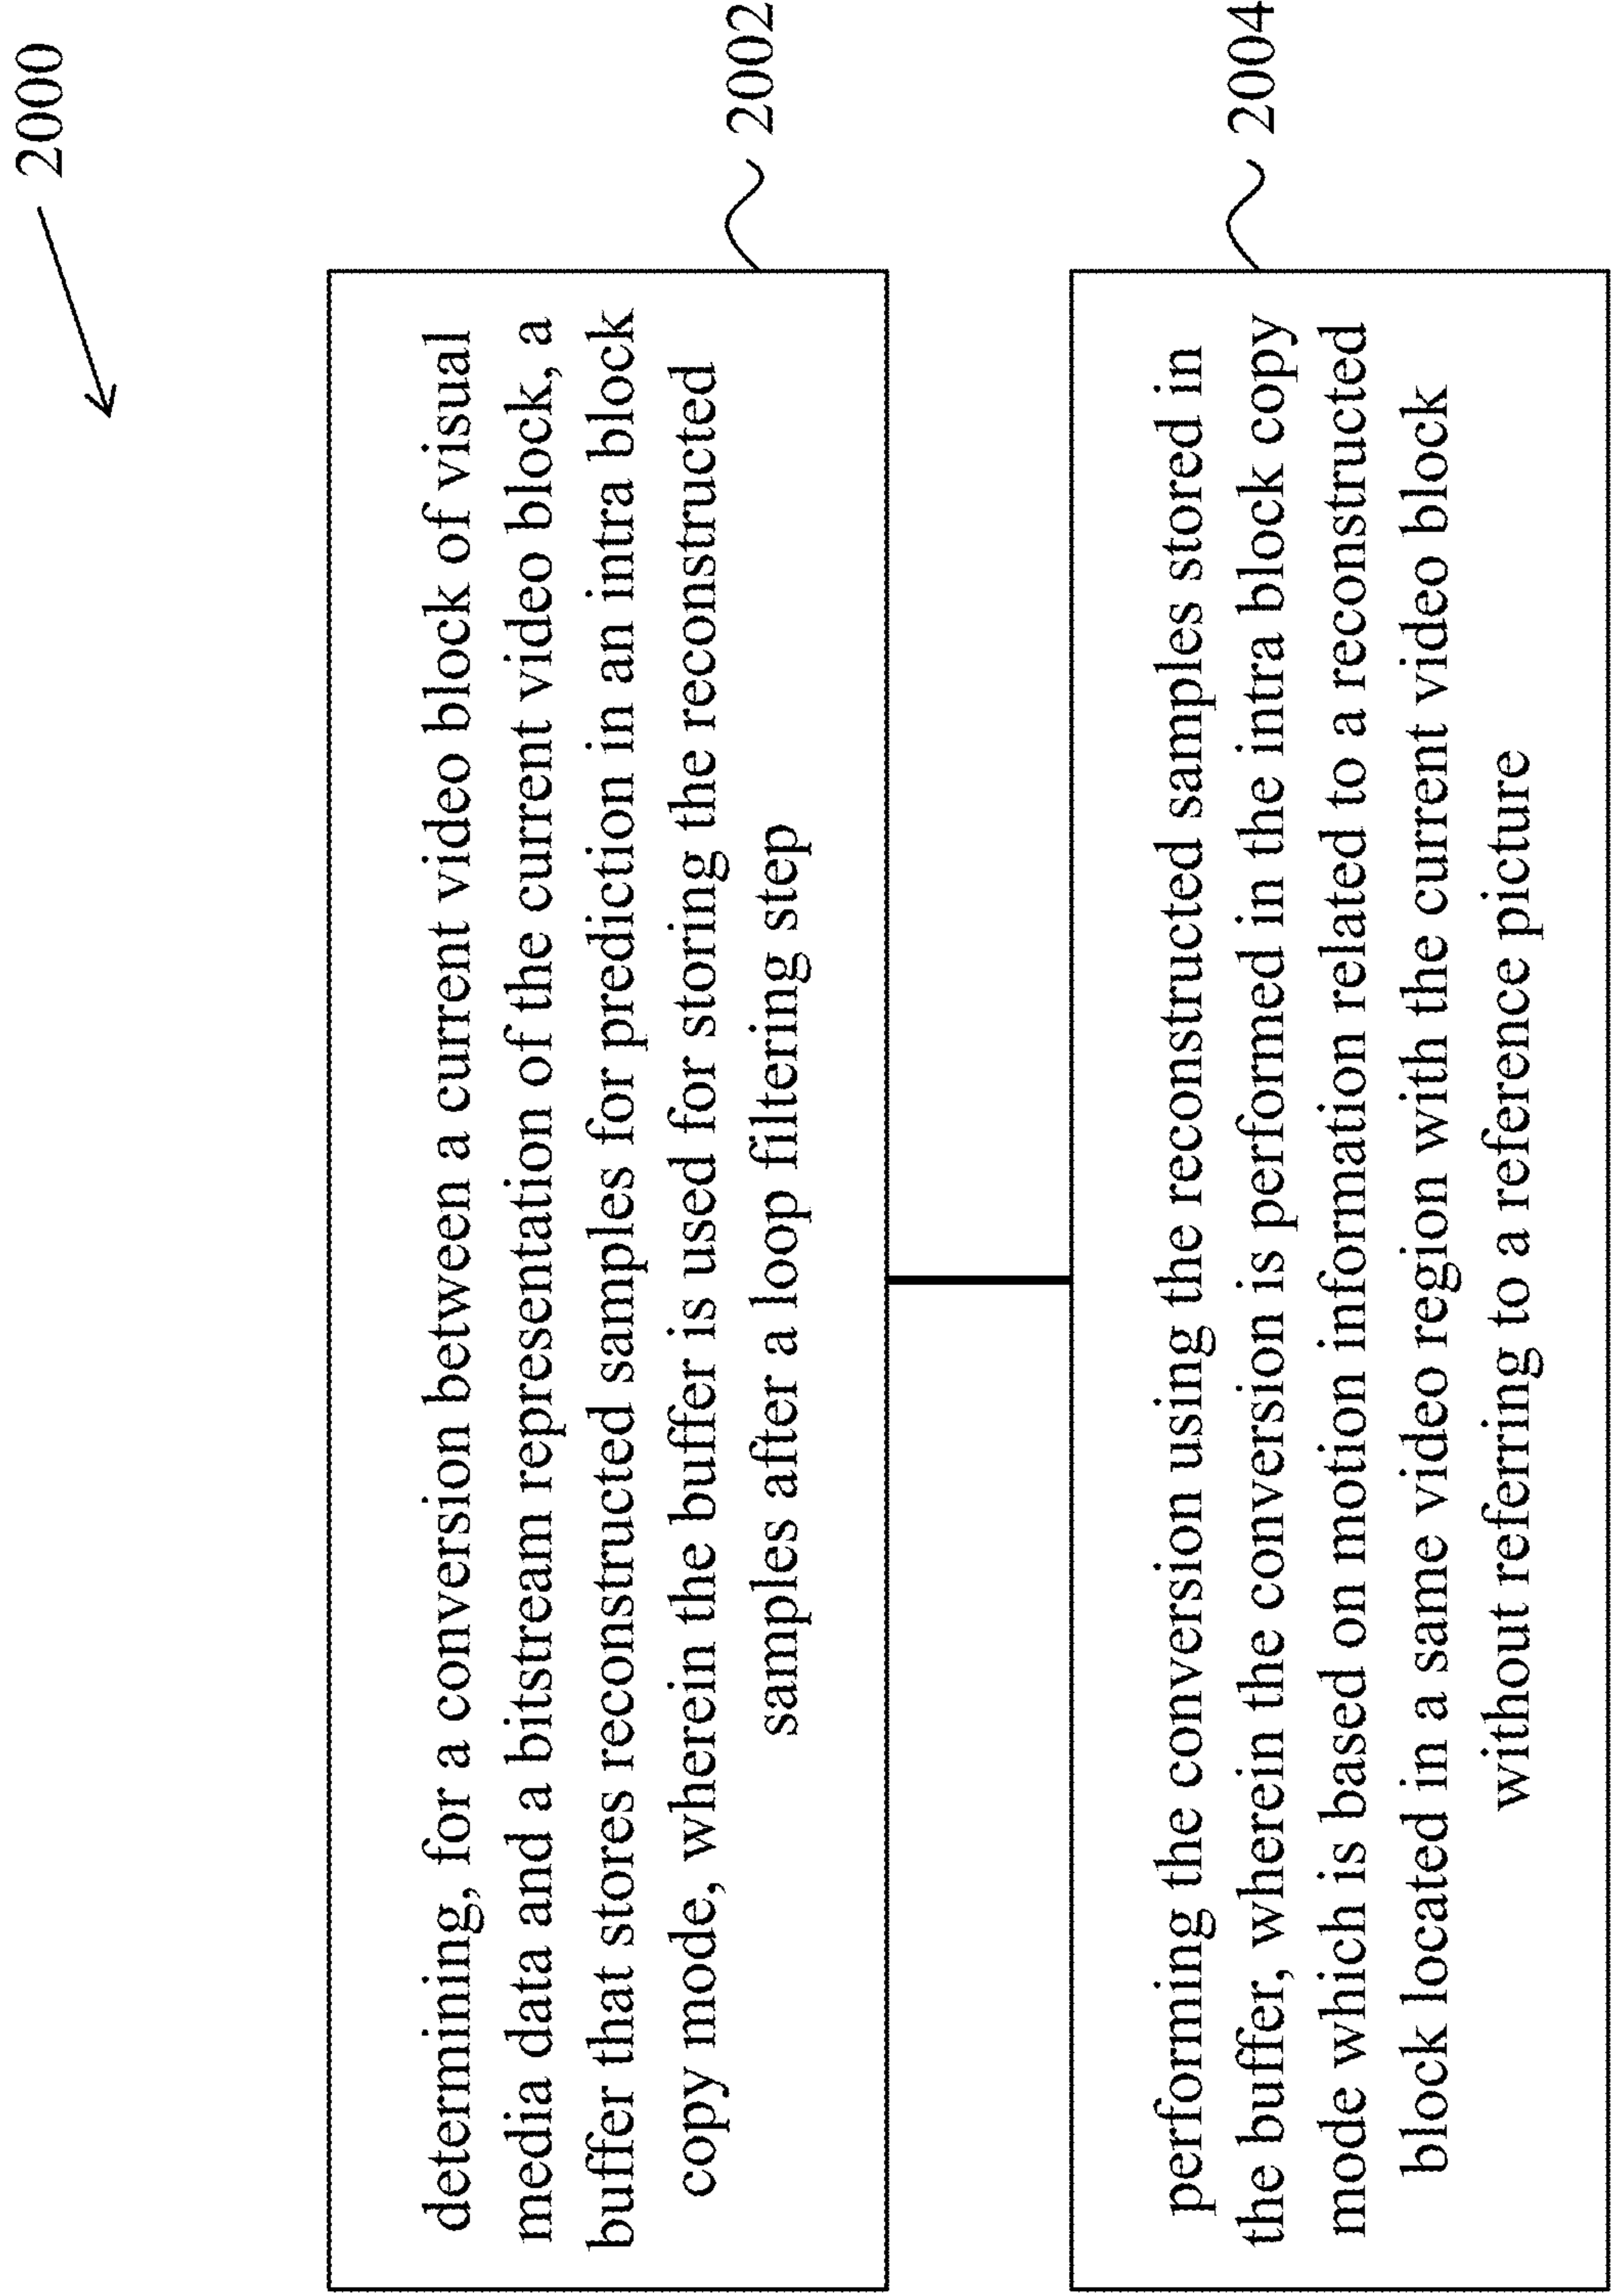 2000
determining, for a conversion between a current video block of visual
media data and a bitstream representation of the current video block, a
buffer that stores reconstructed samples for prediction in an intra block
copy mode, wherein the buffer is used for storing the reconstructed
samples after a loop filtering step
2002
performing the conversion using the reconstructed samples stored in
the buffer, wherein the conversion is performed in the intra block copy
mode which is based on motion information related to a reconstructed
block located in a same video region with the current video block
without referring to a reference picture
2004